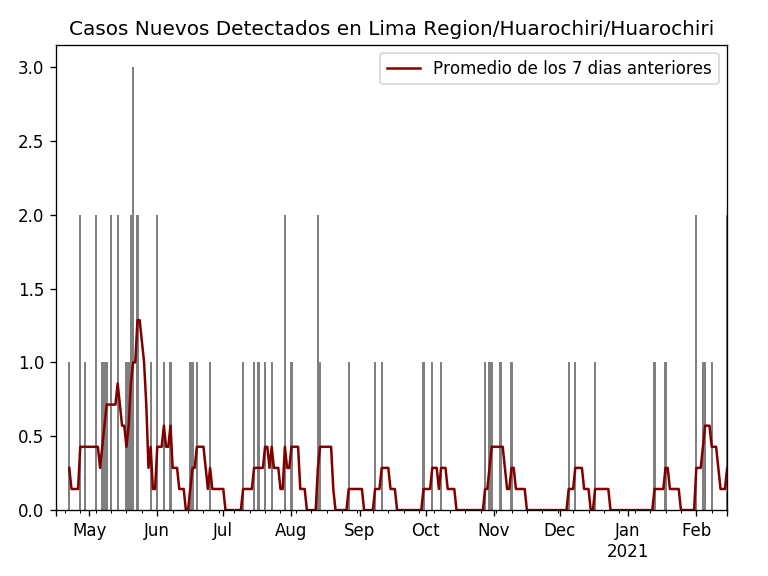 Casos Nuevos Detectados en Lima Region/Huarochiri/Huarochiri
Promedio de los 7 dias anteriores
3.0
2.5
2.0
1.5
1.0
0.5
0.0
May Jun Jul Aug Sep Oct Nov Dec Jan Feb
2021